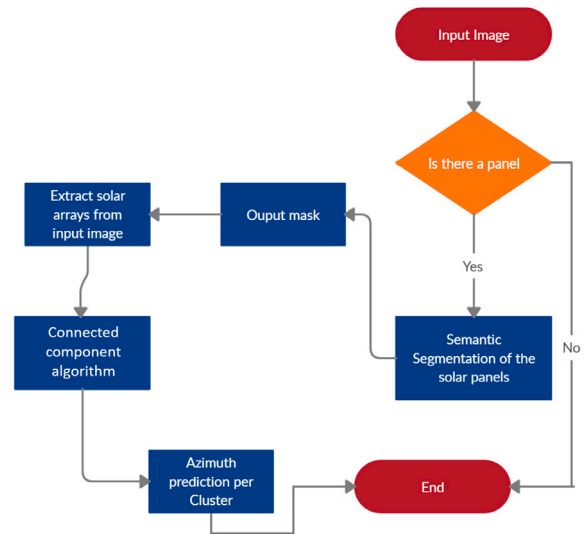 Input Image
Is there a panel
Yes
No
Semantic
Segmentation of the
solar panels
Ouput mask
Extract solar
arrays from
input image
Connected
component
algorithm
Azimuth
prediction per
Cluster
End